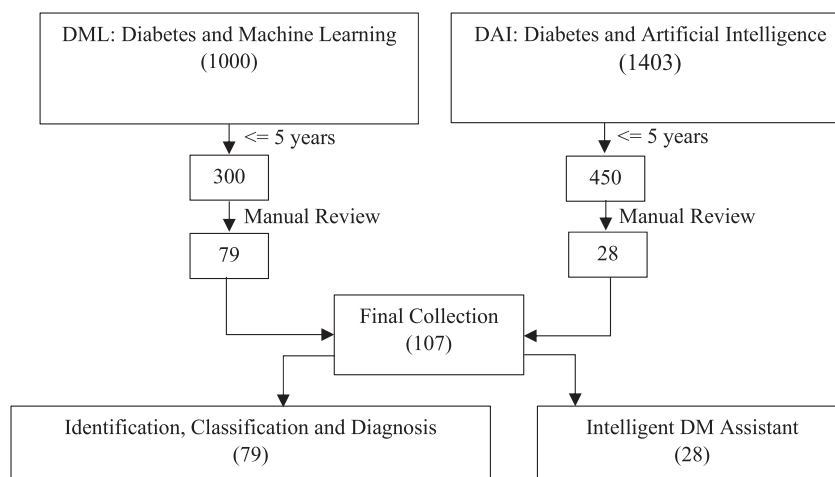 DML: Diabetes and Machine Learning
(1000)
DAI: Diabetes and Artificial Intelligence
(1403)
<= 5 years
<= 5 years
300
450
Manual Review
Manual Review
79
28
Final Collection
(107)
Identification, Classification and Diagnosis
(79)
Intelligent DM Assistant
(28)